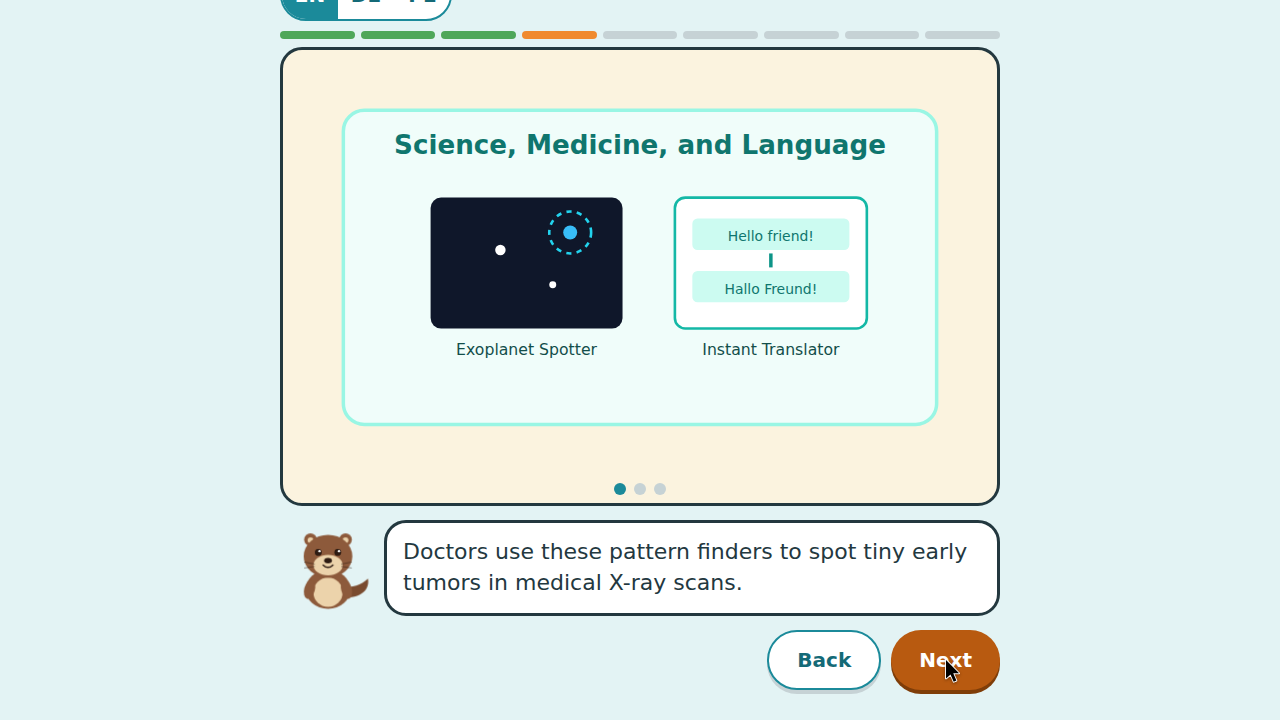 Science, Medicine, and Language
Hello friend!
Hallo Freund!
Exoplanet Spotter
Instant Translator
Doctors use these pattern finders to spot tiny early
tumors in medical X-ray scans.
Back
Next